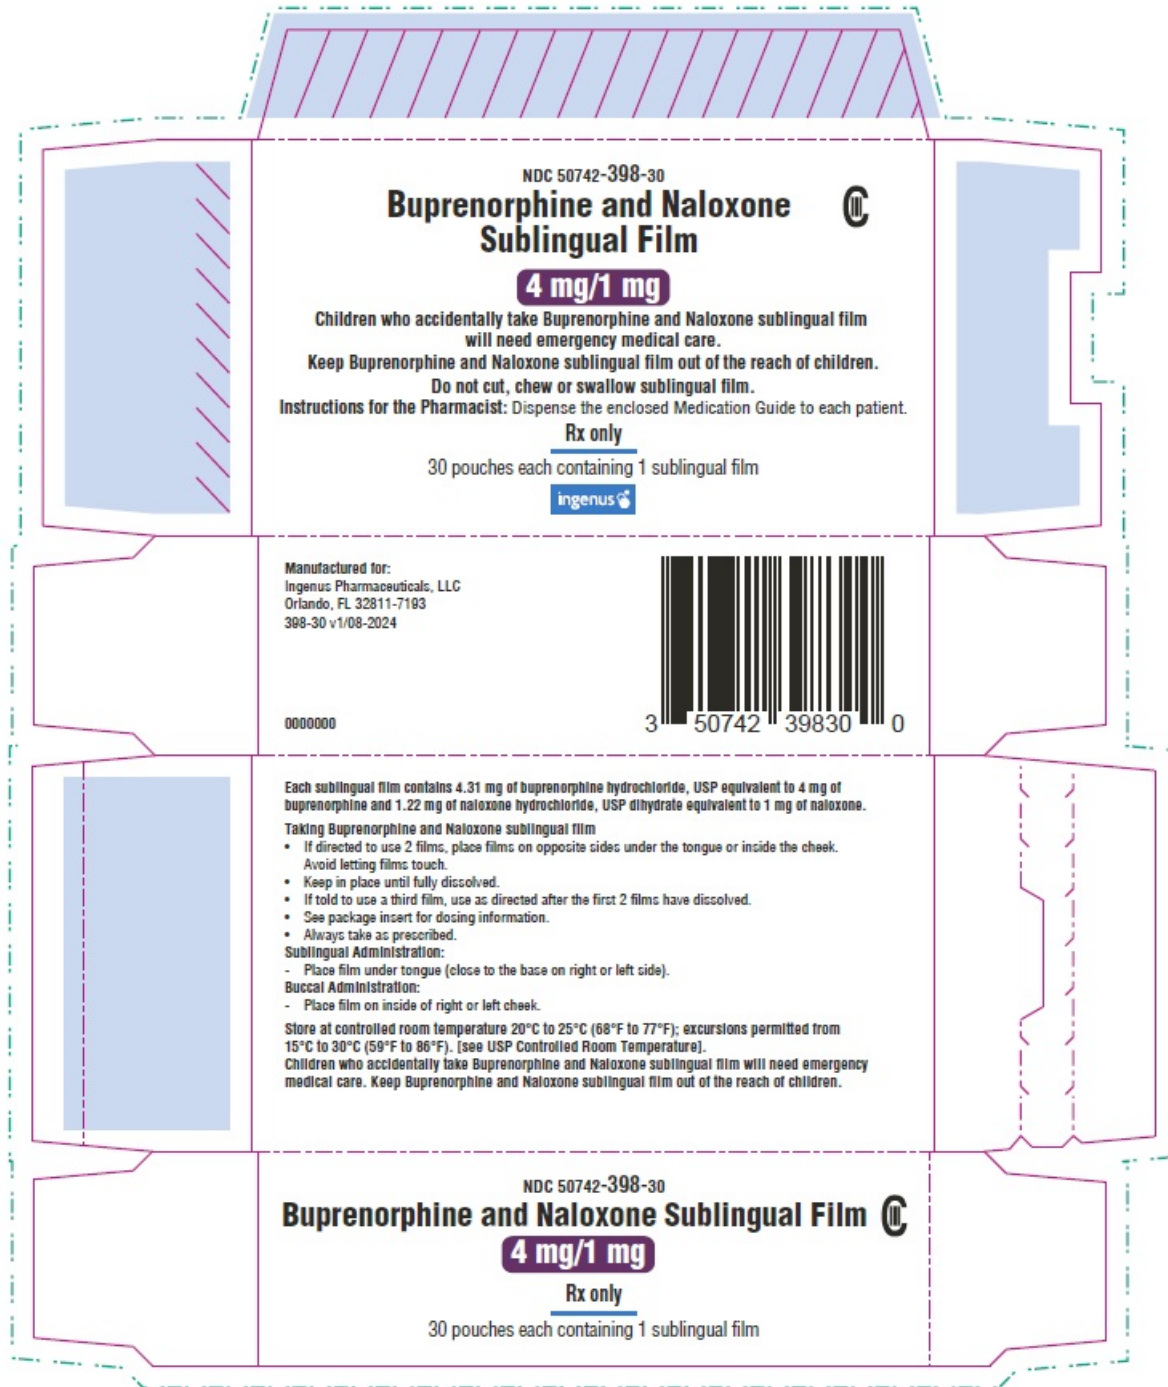 NDC 50742-398-30
Buprenorphine and Naloxone
Sublingual Film
CIII
4 mg/1 mg
Children who accidentally take Buprenorphine and Naloxone sublingual film
will need emergency medical care.
Keep Buprenorphine and Naloxone sublingual film out of the reach of children.
Do not cut, chew or swallow sublingual film.
Instructions for the Pharmacist: Dispense the enclosed Medication Guide to each patient.
Rx only
30 pouches each containing 1 sublingual film
ingenus
Manufactured for:
Ingenus Pharmaceuticals, LLC
Orlando, FL 32811-7193
398-30 v1/08-2024
0000000
3 50742 39830 0
Each sublingual film contains 4.31 mg of buprenorphine hydrochloride, USP equivalent to 4 mg of
buprenorphine and 1.22 mg of naloxone hydrochloride, USP dihydrate equivalent to 1 mg of naloxone.
Taking Buprenorphine and Naloxone sublingual film
• If directed to use 2 films, place films on opposite sides under the tongue or inside the cheek.
Avoid letting films touch.
• Keep in place until fully dissolved.
• If told to use a third film, use as directed after the first 2 films have dissolved.
• See package insert for dosing information.
• Always take as prescribed.
Sublingual Administration:
- Place film under tongue (close to the base on right or left side).
Buccal Administration:
- Place film on inside of right or left cheek.
Store at controlled room temperature 20°C to 25°C (68°F to 77°F); excursions permitted from
15°C to 30°C (59°F to 86°F). [see USP Controlled Room Temperature].
Children who accidentally take Buprenorphine and Naloxone sublingual film will need emergency
medical care. Keep Buprenorphine and Naloxone sublingual film out of the reach of children.
NDC 50742-398-30
Buprenorphine and Naloxone Sublingual Film CIII
4 mg/1 mg
Rx only
30 pouches each containing 1 sublingual film